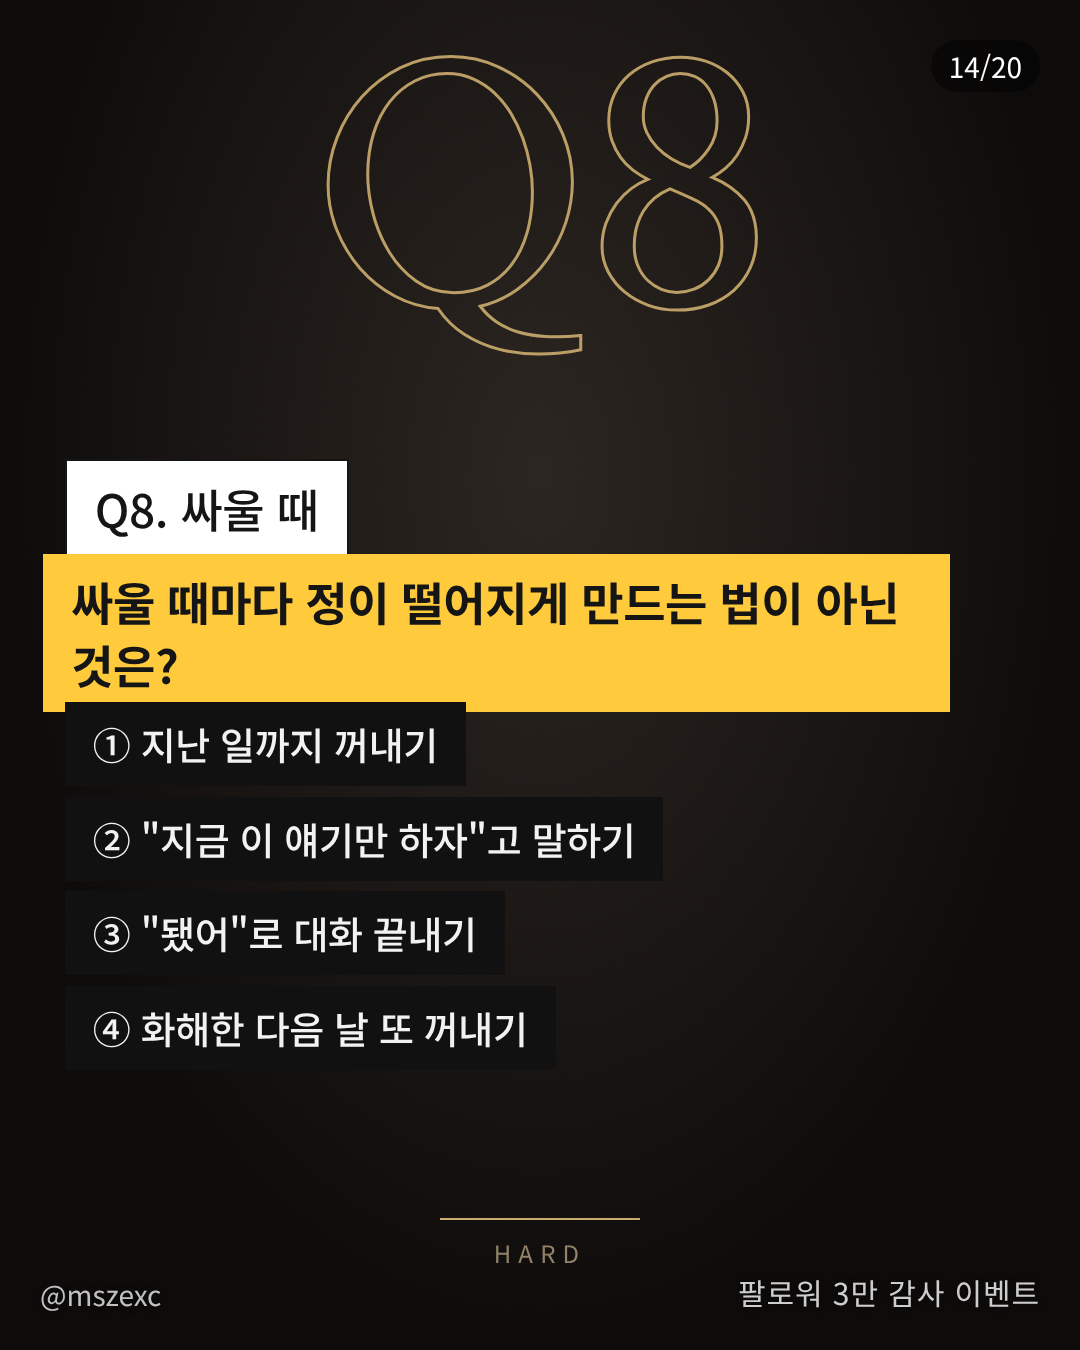 14/20
Q8
Q8. 싸울 때
싸울 때마다 정이 떨어지게 만드는 법이 아닌
것은?
① 지난 일까지 꺼내기
② "지금 이 얘기만 하자"고 말하기
③ "됐어"로 대화 끝내기
④ 화해한 다음 날 또 꺼내기
HARD
@mszexc
팔로워 3만 감사 이벤트